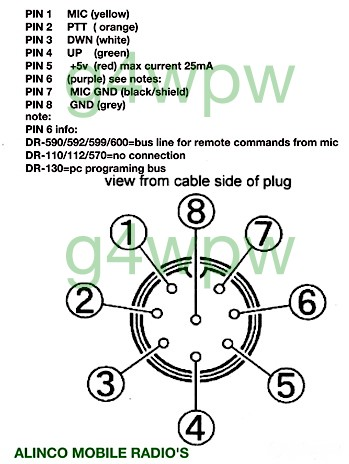 PIN 1 MIC (yellow)
PIN 2 PTT ( orange)
PIN 3 DWN (white)
PIN 4 UP (green)
PIN 5 +5v (red) max current 25mA
PIN 6 (purple) see notes:
PIN 7 MIC GND (black/shield)
PIN 8 GND (grey)
note:
PIN 6 info:
DR-590/592/599/600=bus line for remote commands from mic
DR-110/112/570=no connection
DR-130=pc programing bus
g4wpw
view from cable side of plug
8
1
7
g4wpw
2
6
3
5
4
ALINCO MOBILE RADIO'S